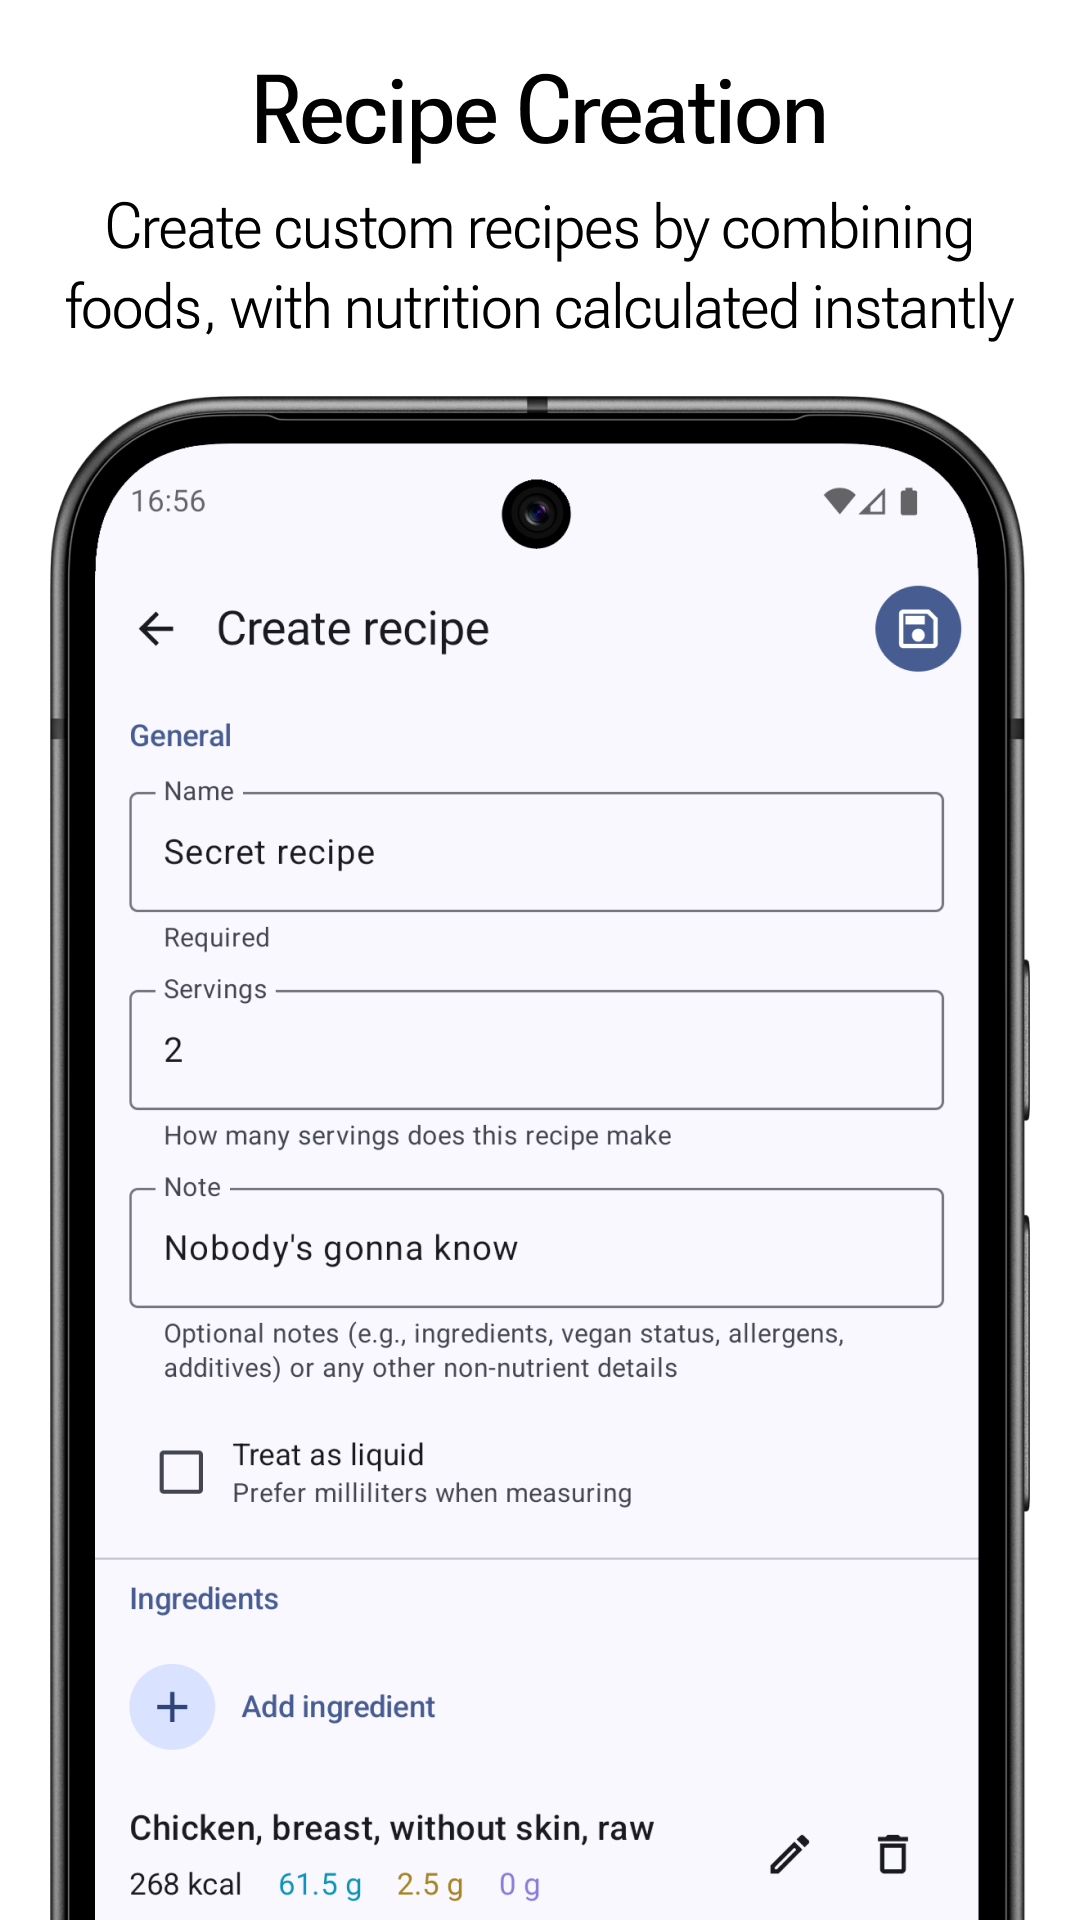 Recipe Creation
Create custom recipes by combining
foods, with nutrition calculated instantly
16:56
Create recipe
General
Name
Secret recipe
Required
Servings
2
How many servings does this recipe make
Note
Nobody's gonna know
Optional notes (e.g., ingredients, vegan status, allergens,
additives) or any other non-nutrient details
Treat as liquid
Prefer milliliters when measuring
Ingredients
Add ingredient
Chicken, breast, without skin, raw
268 kcal 61.5 g 2.5 g 0 g